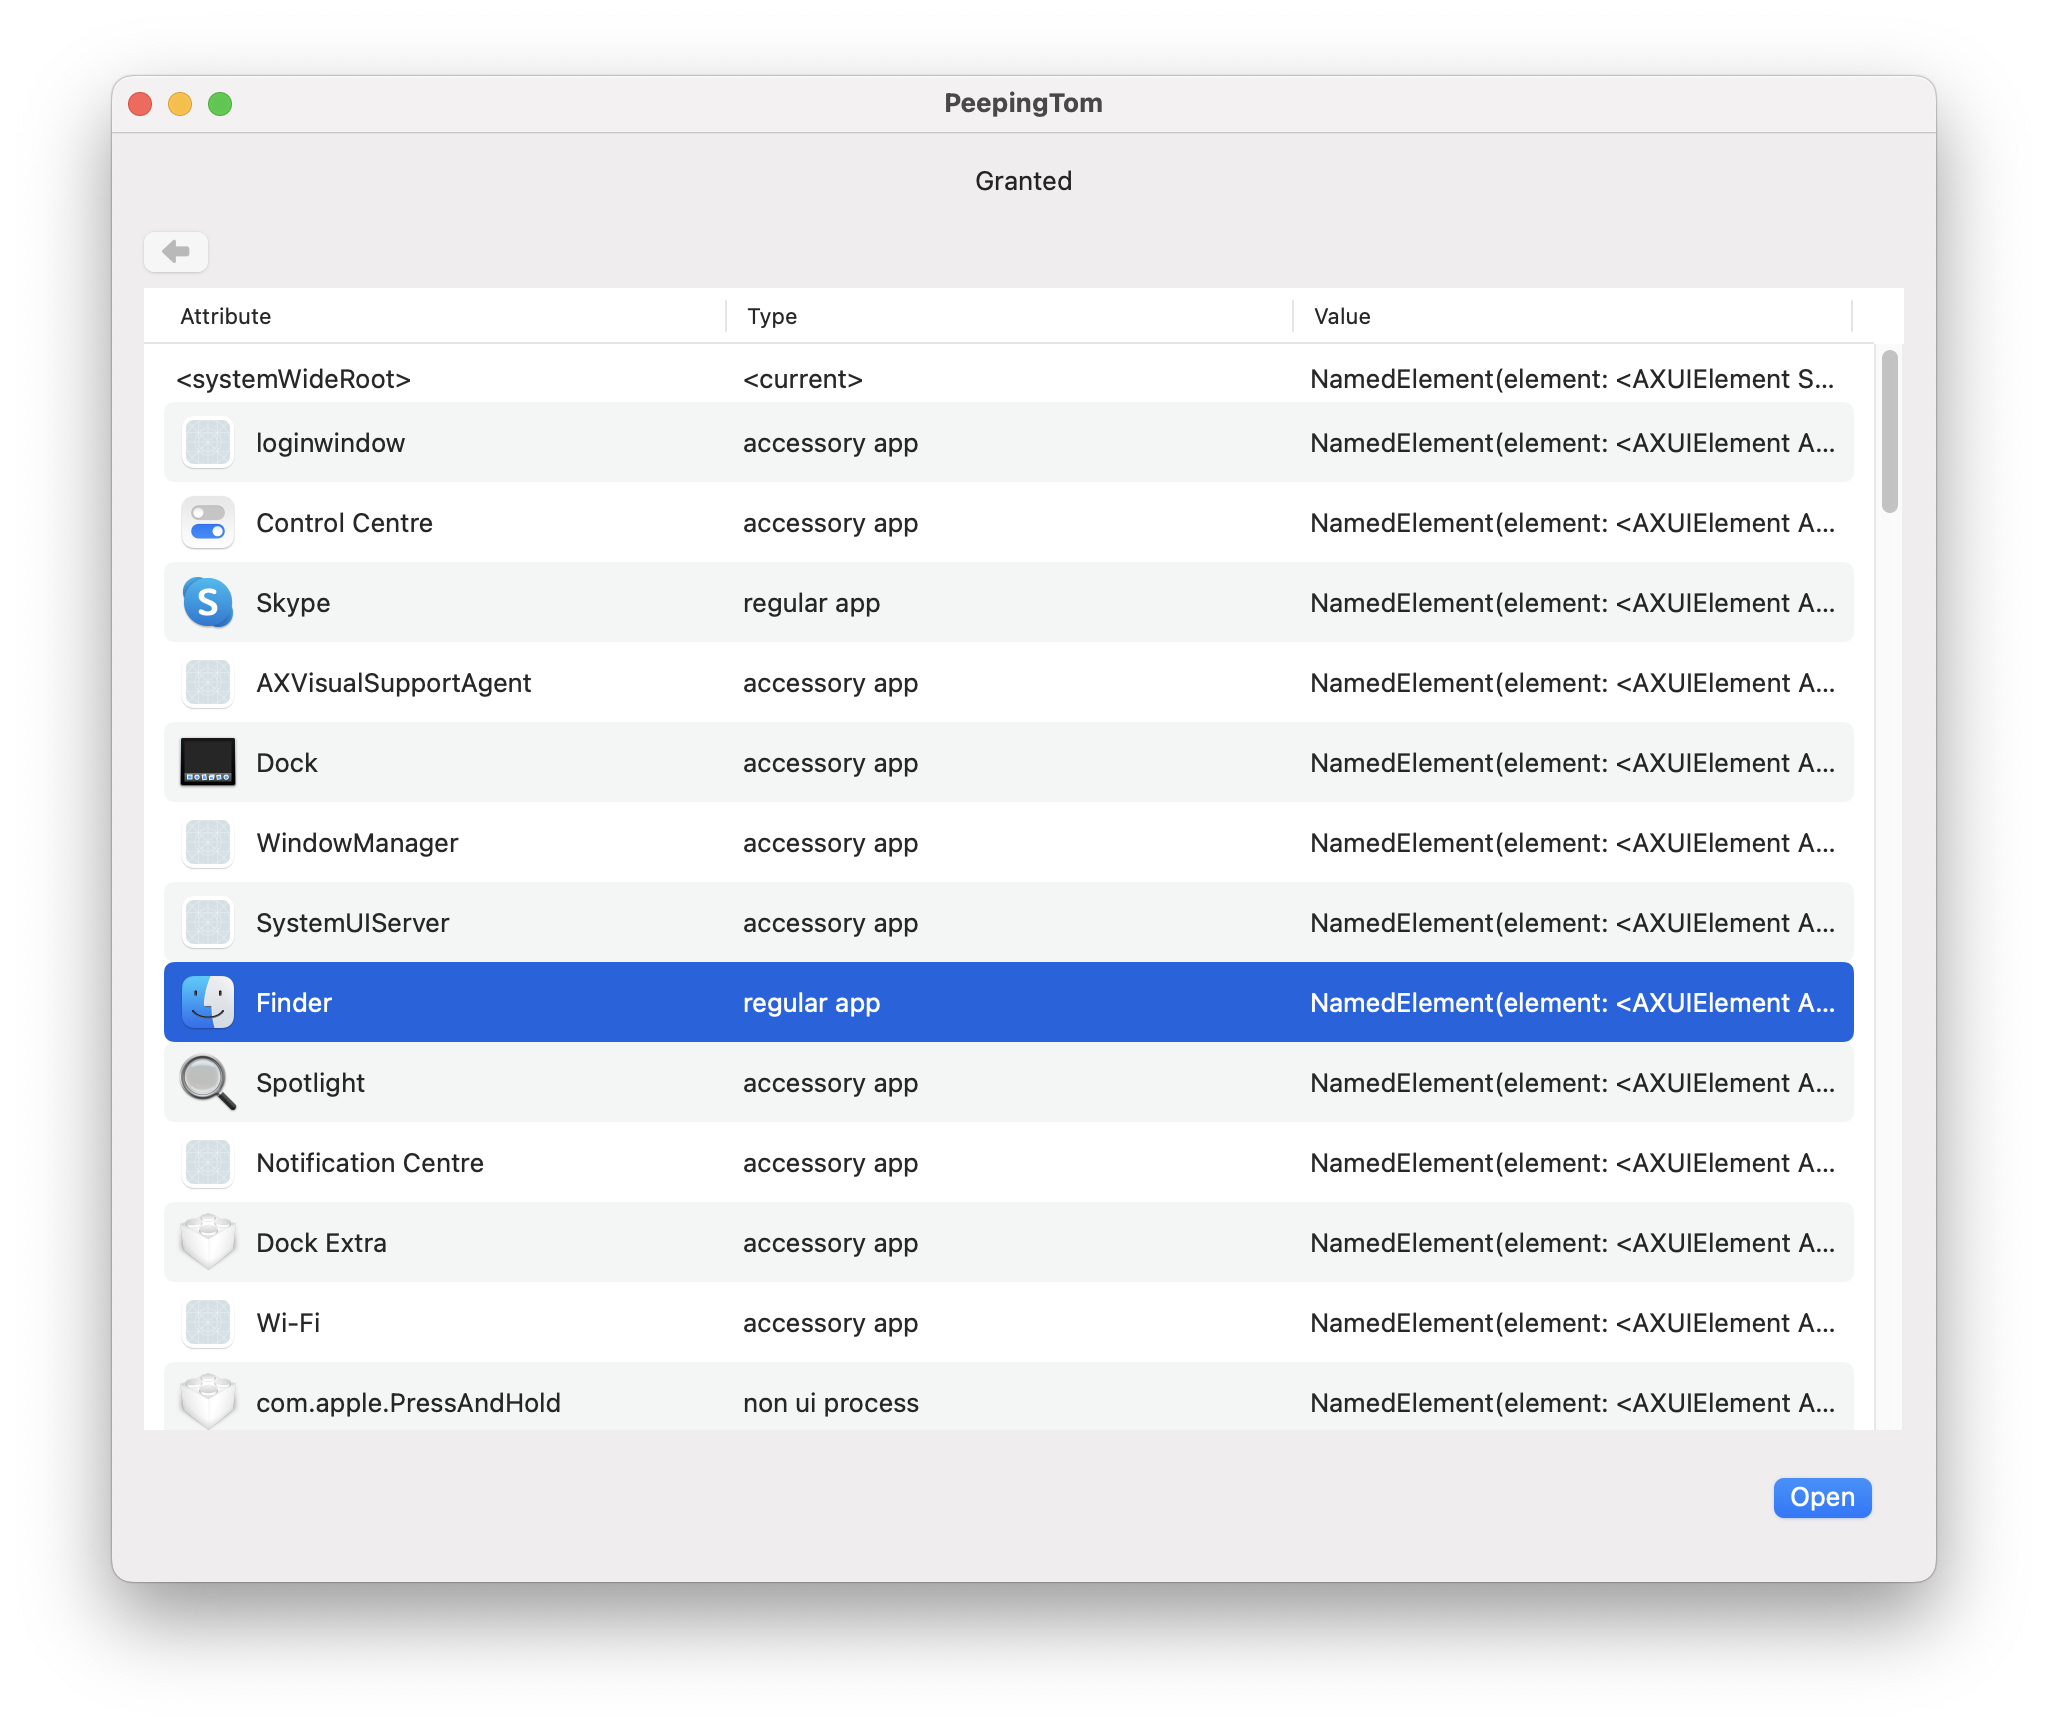 PeepingTom
Granted
Attribute Type Value
<systemWideRoot> <current> NamedElement(element: <AXUIElement S...
loginwindow accessory app NamedElement(element: <AXUIElement A...
Control Centre accessory app NamedElement(element: <AXUIElement A...
S Skype regular app NamedElement(element: <AXUIElement A...
AXVisualSupportAgent accessory app NamedElement(element: <AXUIElement A...
Dock accessory app NamedElement(element: <AXUIElement A...
WindowManager accessory app NamedElement(element: <AXUIElement A...
SystemUIServer accessory app NamedElement(element: <AXUIElement A...
Finder regular app NamedElement(element: <AXUIElement A...
Spotlight accessory app NamedElement(element: <AXUIElement A...
Notification Centre accessory app NamedElement(element: <AXUIElement A...
Dock Extra accessory app NamedElement(element: <AXUIElement A...
Wi-Fi accessory app NamedElement(element: <AXUIElement A...
com.apple.PressAndHold non ui process NamedElement(element: <AXUIElement A...
Open